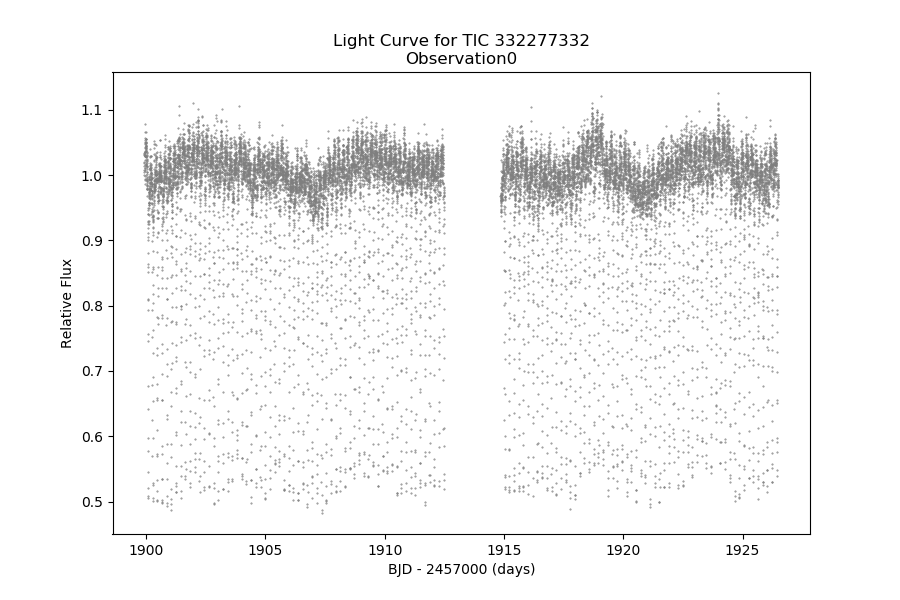 Light Curve for TIC 332277332
Observation0
Relative Flux
1.1
1.0
0.9
0.8
0.7
0.6
0.5
1900 1905 1910 1915 1920 1925
BJD - 2457000 (days)